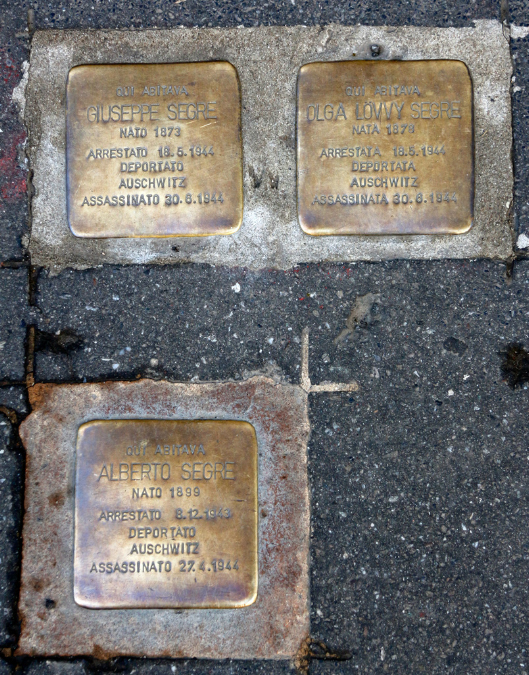 QUI ABITAVA
GIUSEPPE SEGRE
NATO 1873
ARRESTATO 18.5.1944
DEPORTATO
AUSCHWITZ
ASSASSINATO 30.6.1944
QUI ABITAVA
OLGA LÖVVY SEGRE
NATA 1878
ARRESTATA 18.5.1944
DEPORTATA
AUSCHWITZ
ASSASSINATA 30.6.1944
QUI ABITAVA
ALBERTO SEGRE
NATO 1899
ARRESTATO 8.12.1943
DEPORTATO
AUSCHWITZ
ASSASSINATO 27.4.1944